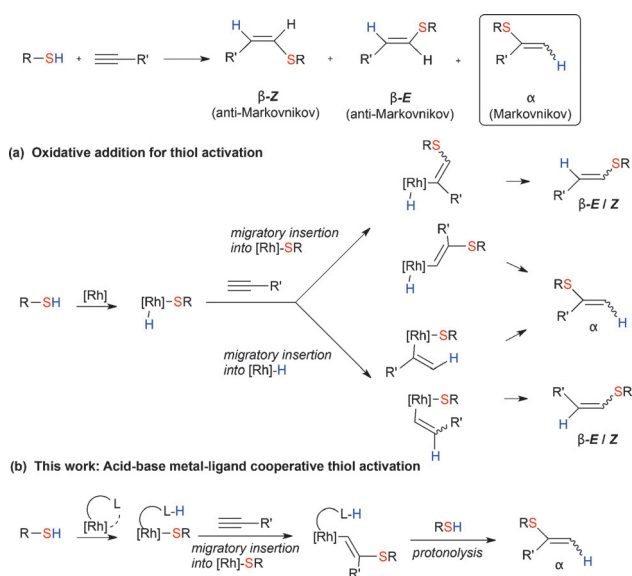 R–SH + R' → R' H H SR + H SR R' H + RS R' H
β-Z
(anti-Markovnikov)
β-E
(anti-Markovnikov)
α
(Markovnikov)
(a) Oxidative addition for thiol activation
RS
[Rh]
H
R'
H
R'
SR
β-E / Z
migratory insertion
into [Rh]-SR
R'
SR
[Rh]
H
R–SH
[Rh]
[Rh]–SR
H
R'
RS
R'
H
α
[Rh]–SR
H
R'
migratory insertion
into [Rh]-H
[Rh]–SR
R'
H
R'
SR
H
β-E / Z
(b) This work: Acid-base metal-ligand cooperative thiol activation
R–SH
L
[Rh]
L-H
[Rh]–SR
R'
migratory insertion
into [Rh]-SR
L-H
[Rh]
SR
R'
RSH
protonolysis
RS
R'
H
α